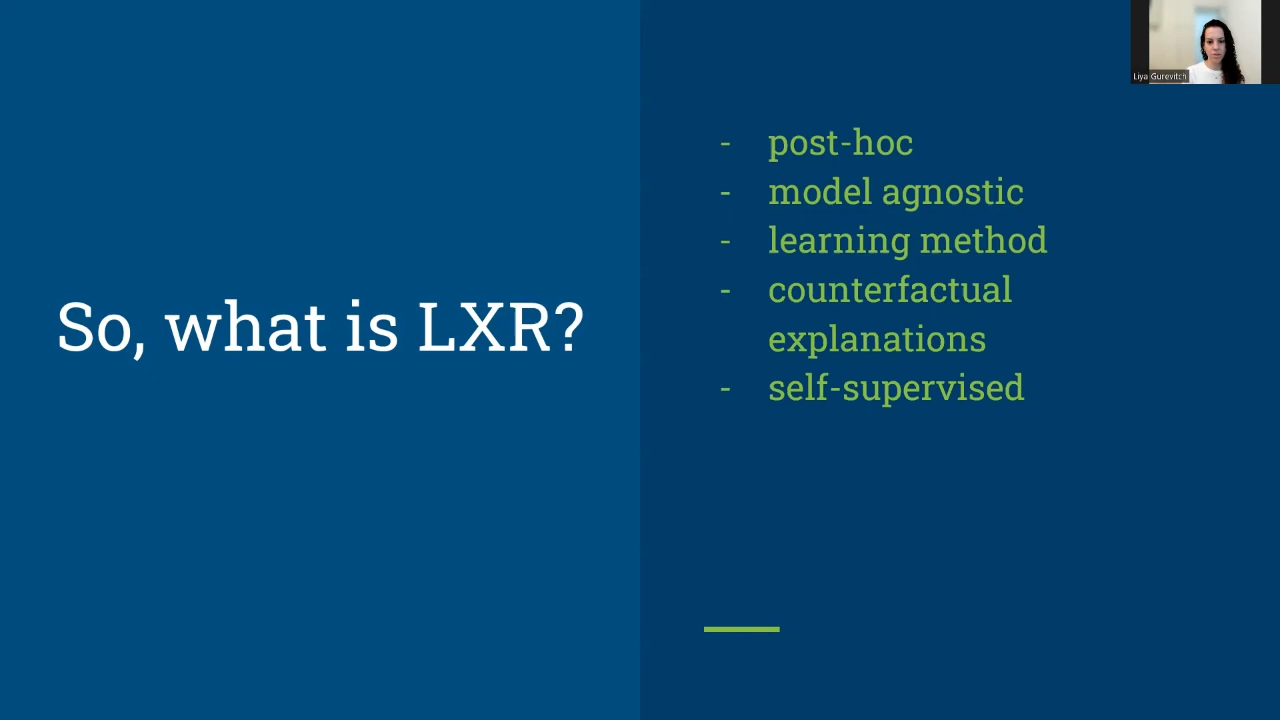 Liya Gurevitch
So, what is LXR?
- post-hoc
- model agnostic
- learning method
- counterfactual
explanations
- self-supervised